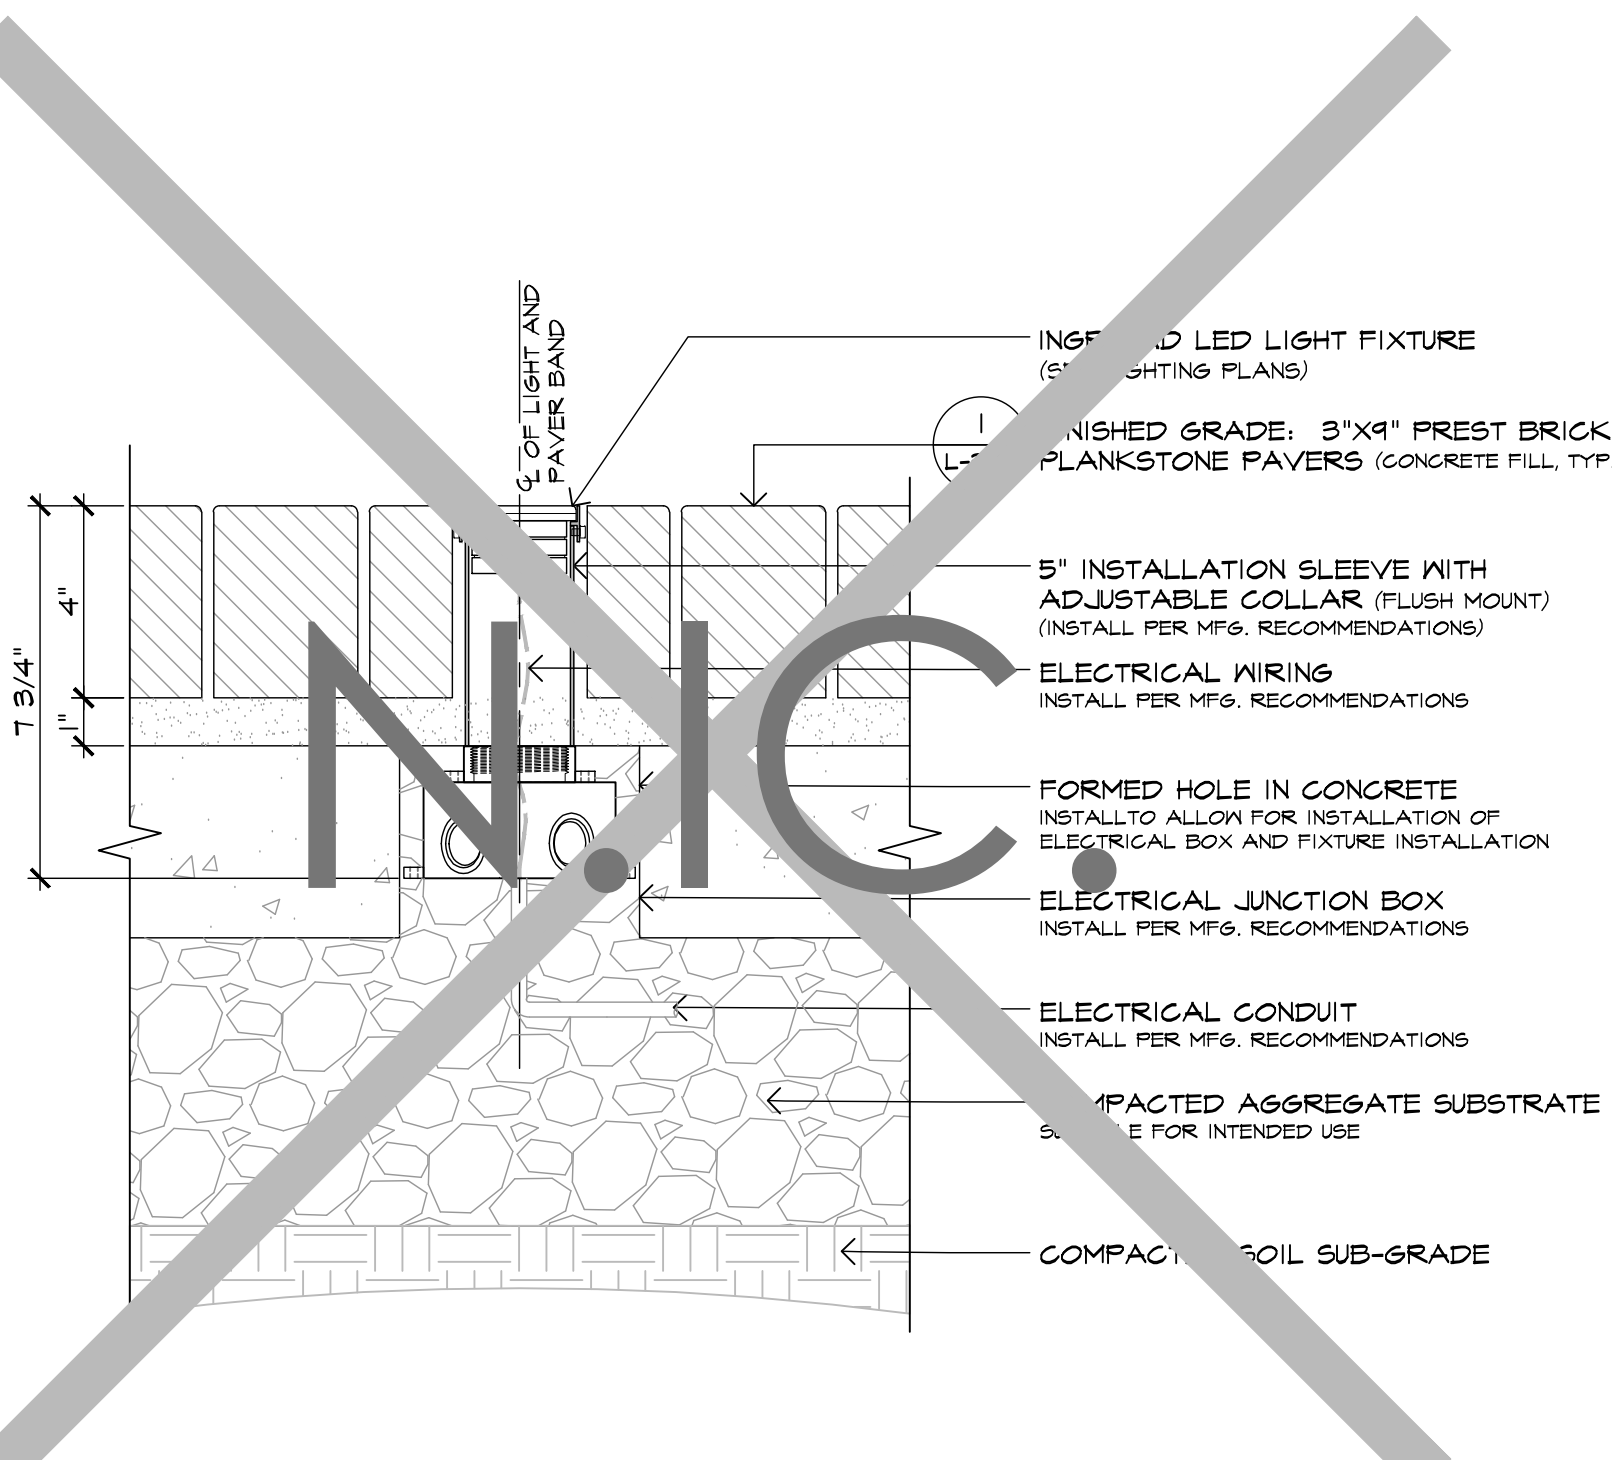 ℄ OF LIGHT AND
PAVER BAND
LED LIGHT FIXTURE
PLANS)
1
GRADE: 3"X9" PREST BRICK
PLANKSTONE PAVERS (CONCRETE FILL, TYP.
5" INSTALLATION SLEEVE WITH
ADJUSTABLE COLLAR (FLUSH MOUNT)
(INSTALL PER MFG. RECOMMENDATIONS)
4"
7 3/4"
1"
ELECTRICAL WIRING
INSTALL PER MFG. RECOMMENDATIONS
N.I.C.
FORMED HOLE IN CONCRETE
INSTALLTO ALLOW FOR INSTALLATION OF
ELECTRICAL BOX AND FIXTURE INSTALLATION
ELECTRICAL JUNCTION BOX
INSTALL PER MFG. RECOMMENDATIONS
ELECTRICAL CONDUIT
INSTALL PER MFG. RECOMMENDATIONS
AGGREGATE SUBSTRATE
FOR INTENDED USE
SOIL SUB-GRADE